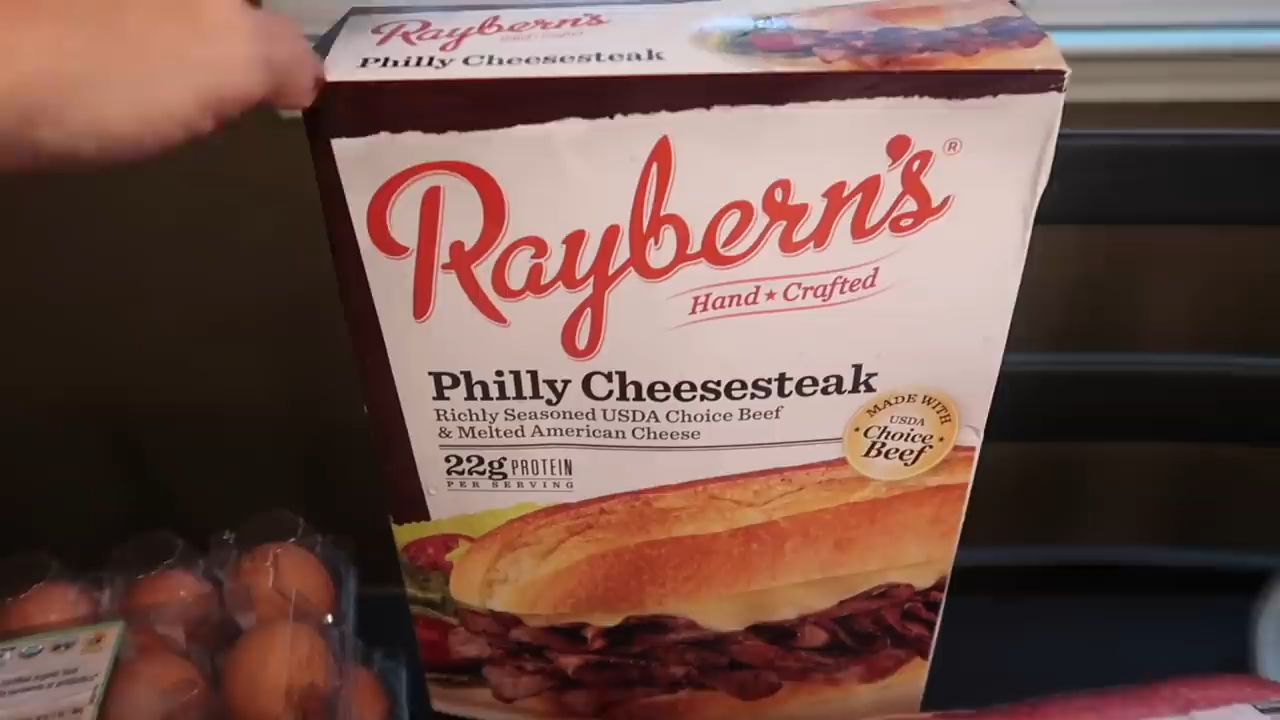 Raybern's
Philly Cheesesteak
Raybern's®
Hand ★ Crafted
Philly Cheesesteak
Richly Seasoned USDA Choice Beef
& Melted American Cheese
MADE WITH
USDA
Choice
Beef
22g PROTEIN
PER SERVING